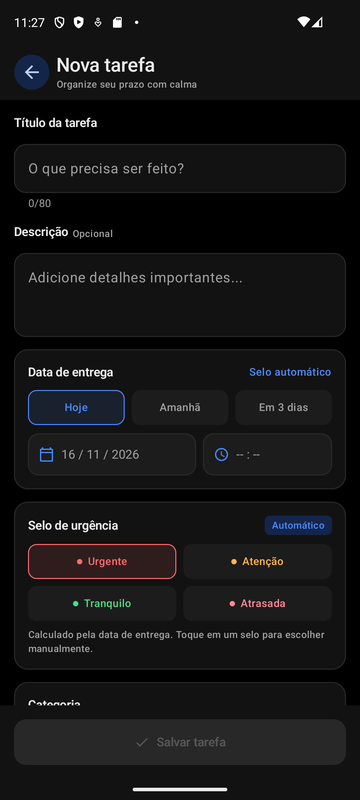 11:27
Nova tarefa
Organize seu prazo com calma
Título da tarefa
O que precisa ser feito?
0/80
Descrição Opcional
Adicione detalhes importantes...
Data de entrega Selo automático
Hoje Amanhã Em 3 dias
16 / 11 / 2026 -- : --
Selo de urgência Automático
Urgente Atenção
Tranquilo Atrasada
Calculado pela data de entrega. Toque em um selo para escolher
manualmente.
Categoria
Salvar tarefa